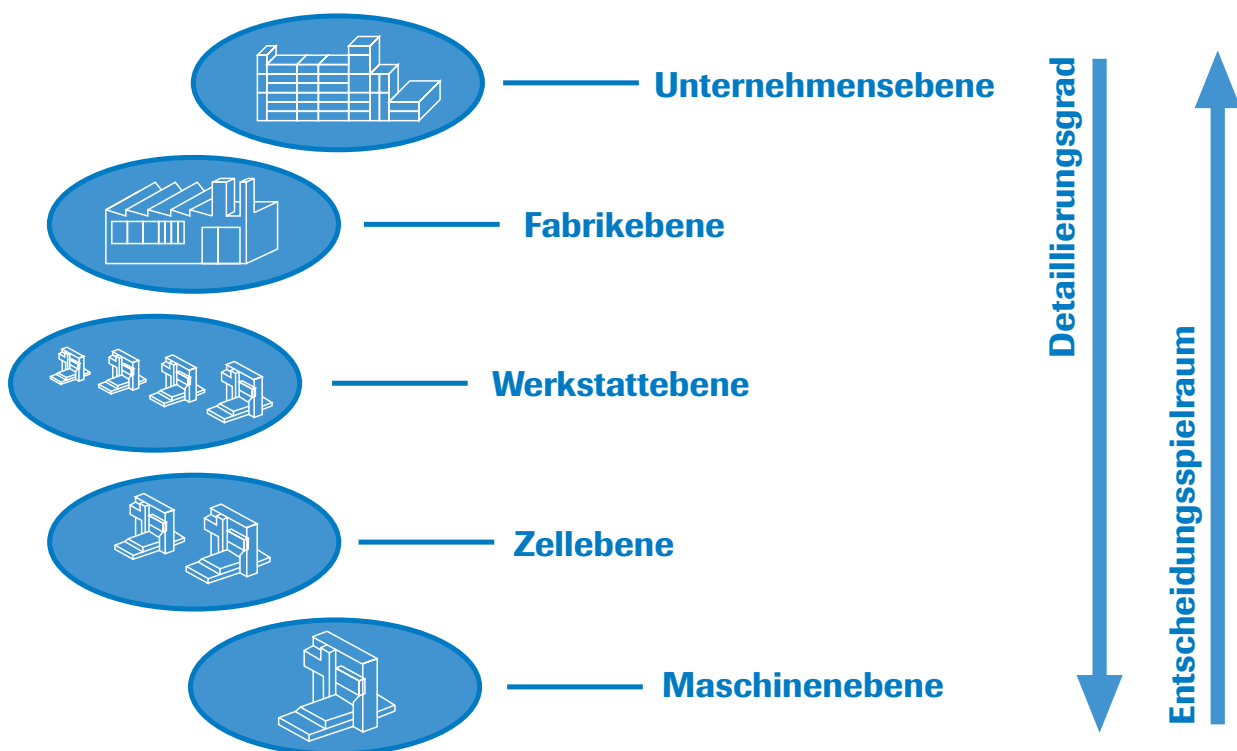 Unternehmensebene
Fabrikebene
Werkstattebene
Zellebene
Maschinenebene
Detaillierungsgrad
Entscheidungsspielraum